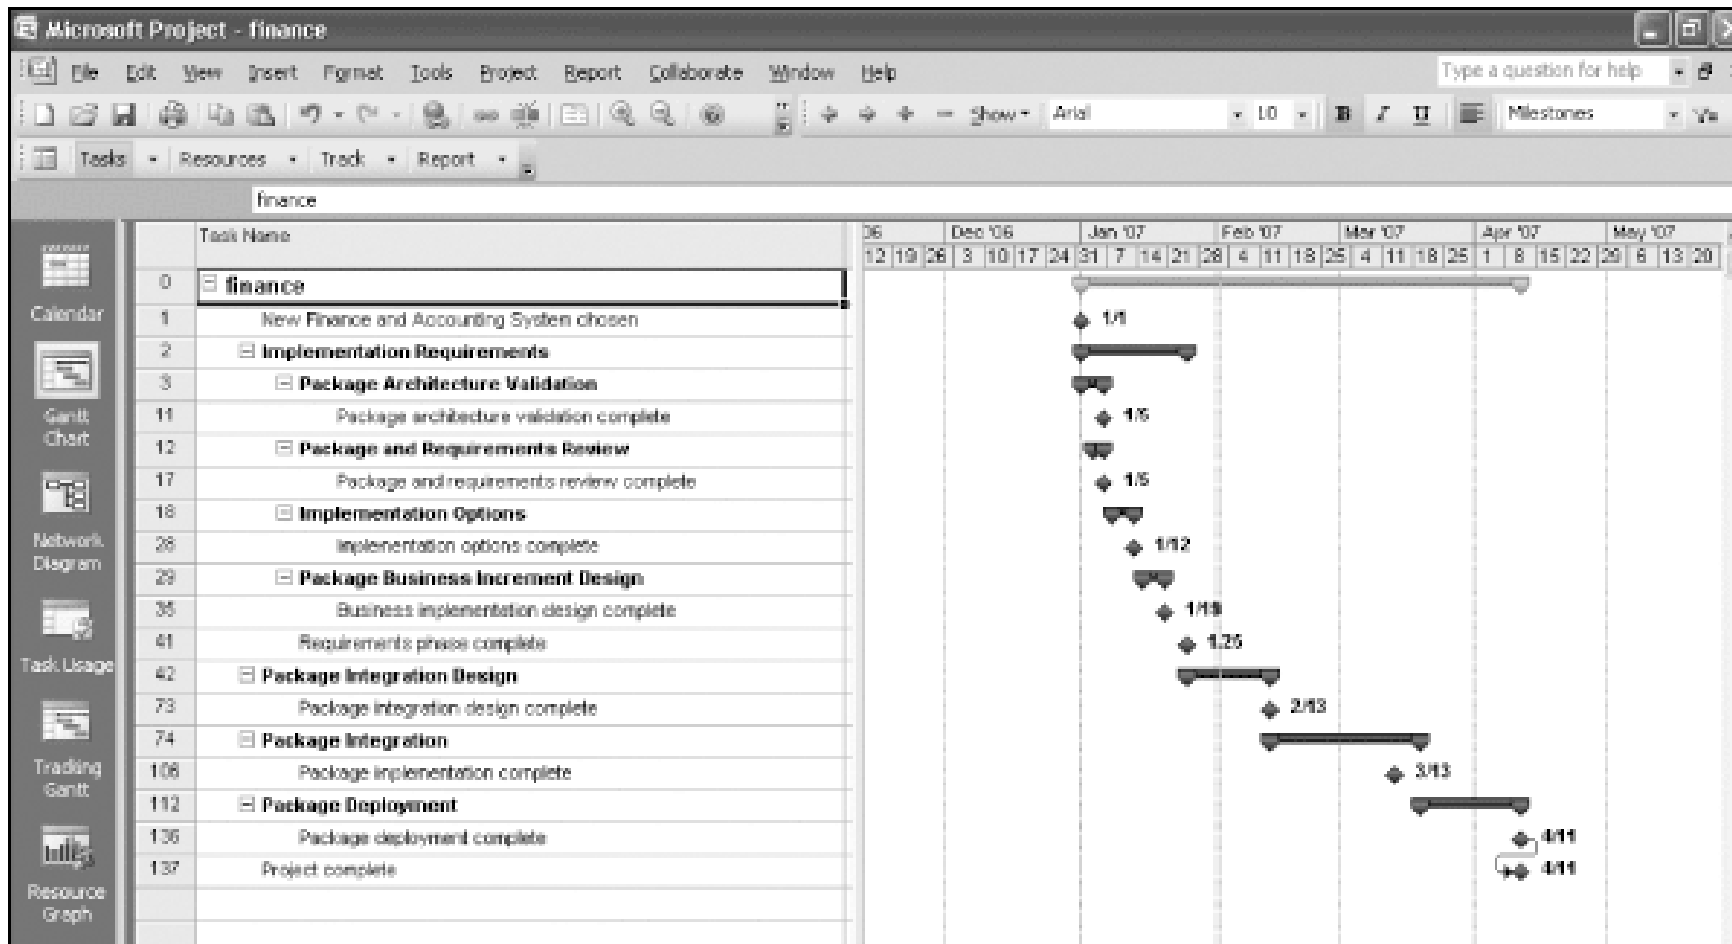 Microsoft Project - finance
File Edit View Insert Format Tools Project Report Collaborate Window Help Type a question for help
Show Arial 10 B I U Milestones
Tasks Resources Track Report
finance
Task Name
Dec '06 Jan '07 Feb '07 Mar '07 Apr '07 May '07
12 19 26 3 10 17 24 31 7 14 21 28 4 11 18 25 4 11 18 25 1 8 15 22 29 6 13 20
0 finance
1 New Finance and Accounting System chosen 1/1
2 Implementation Requirements
3 Package Architecture Validation
11 Package architecture validation complete 1/5
12 Package and Requirements Review
17 Package and requirements review complete 1/5
18 Implementation Options
28 Implementation options complete 1/12
29 Package Business Increment Design
Business implementation design complete
41 Requirements phase complete 1/25
42 Package Integration Design
73 Package integration design complete 2/13
74 Package Integration
Package implementation complete 3/13
112 Package Deployment
136 Package deployment complete 4/11
137 Project complete 4/11
Calendar
Gantt
Chart
Network
Diagram
Task Usage
Tracking
Gantt
Resource
Graph